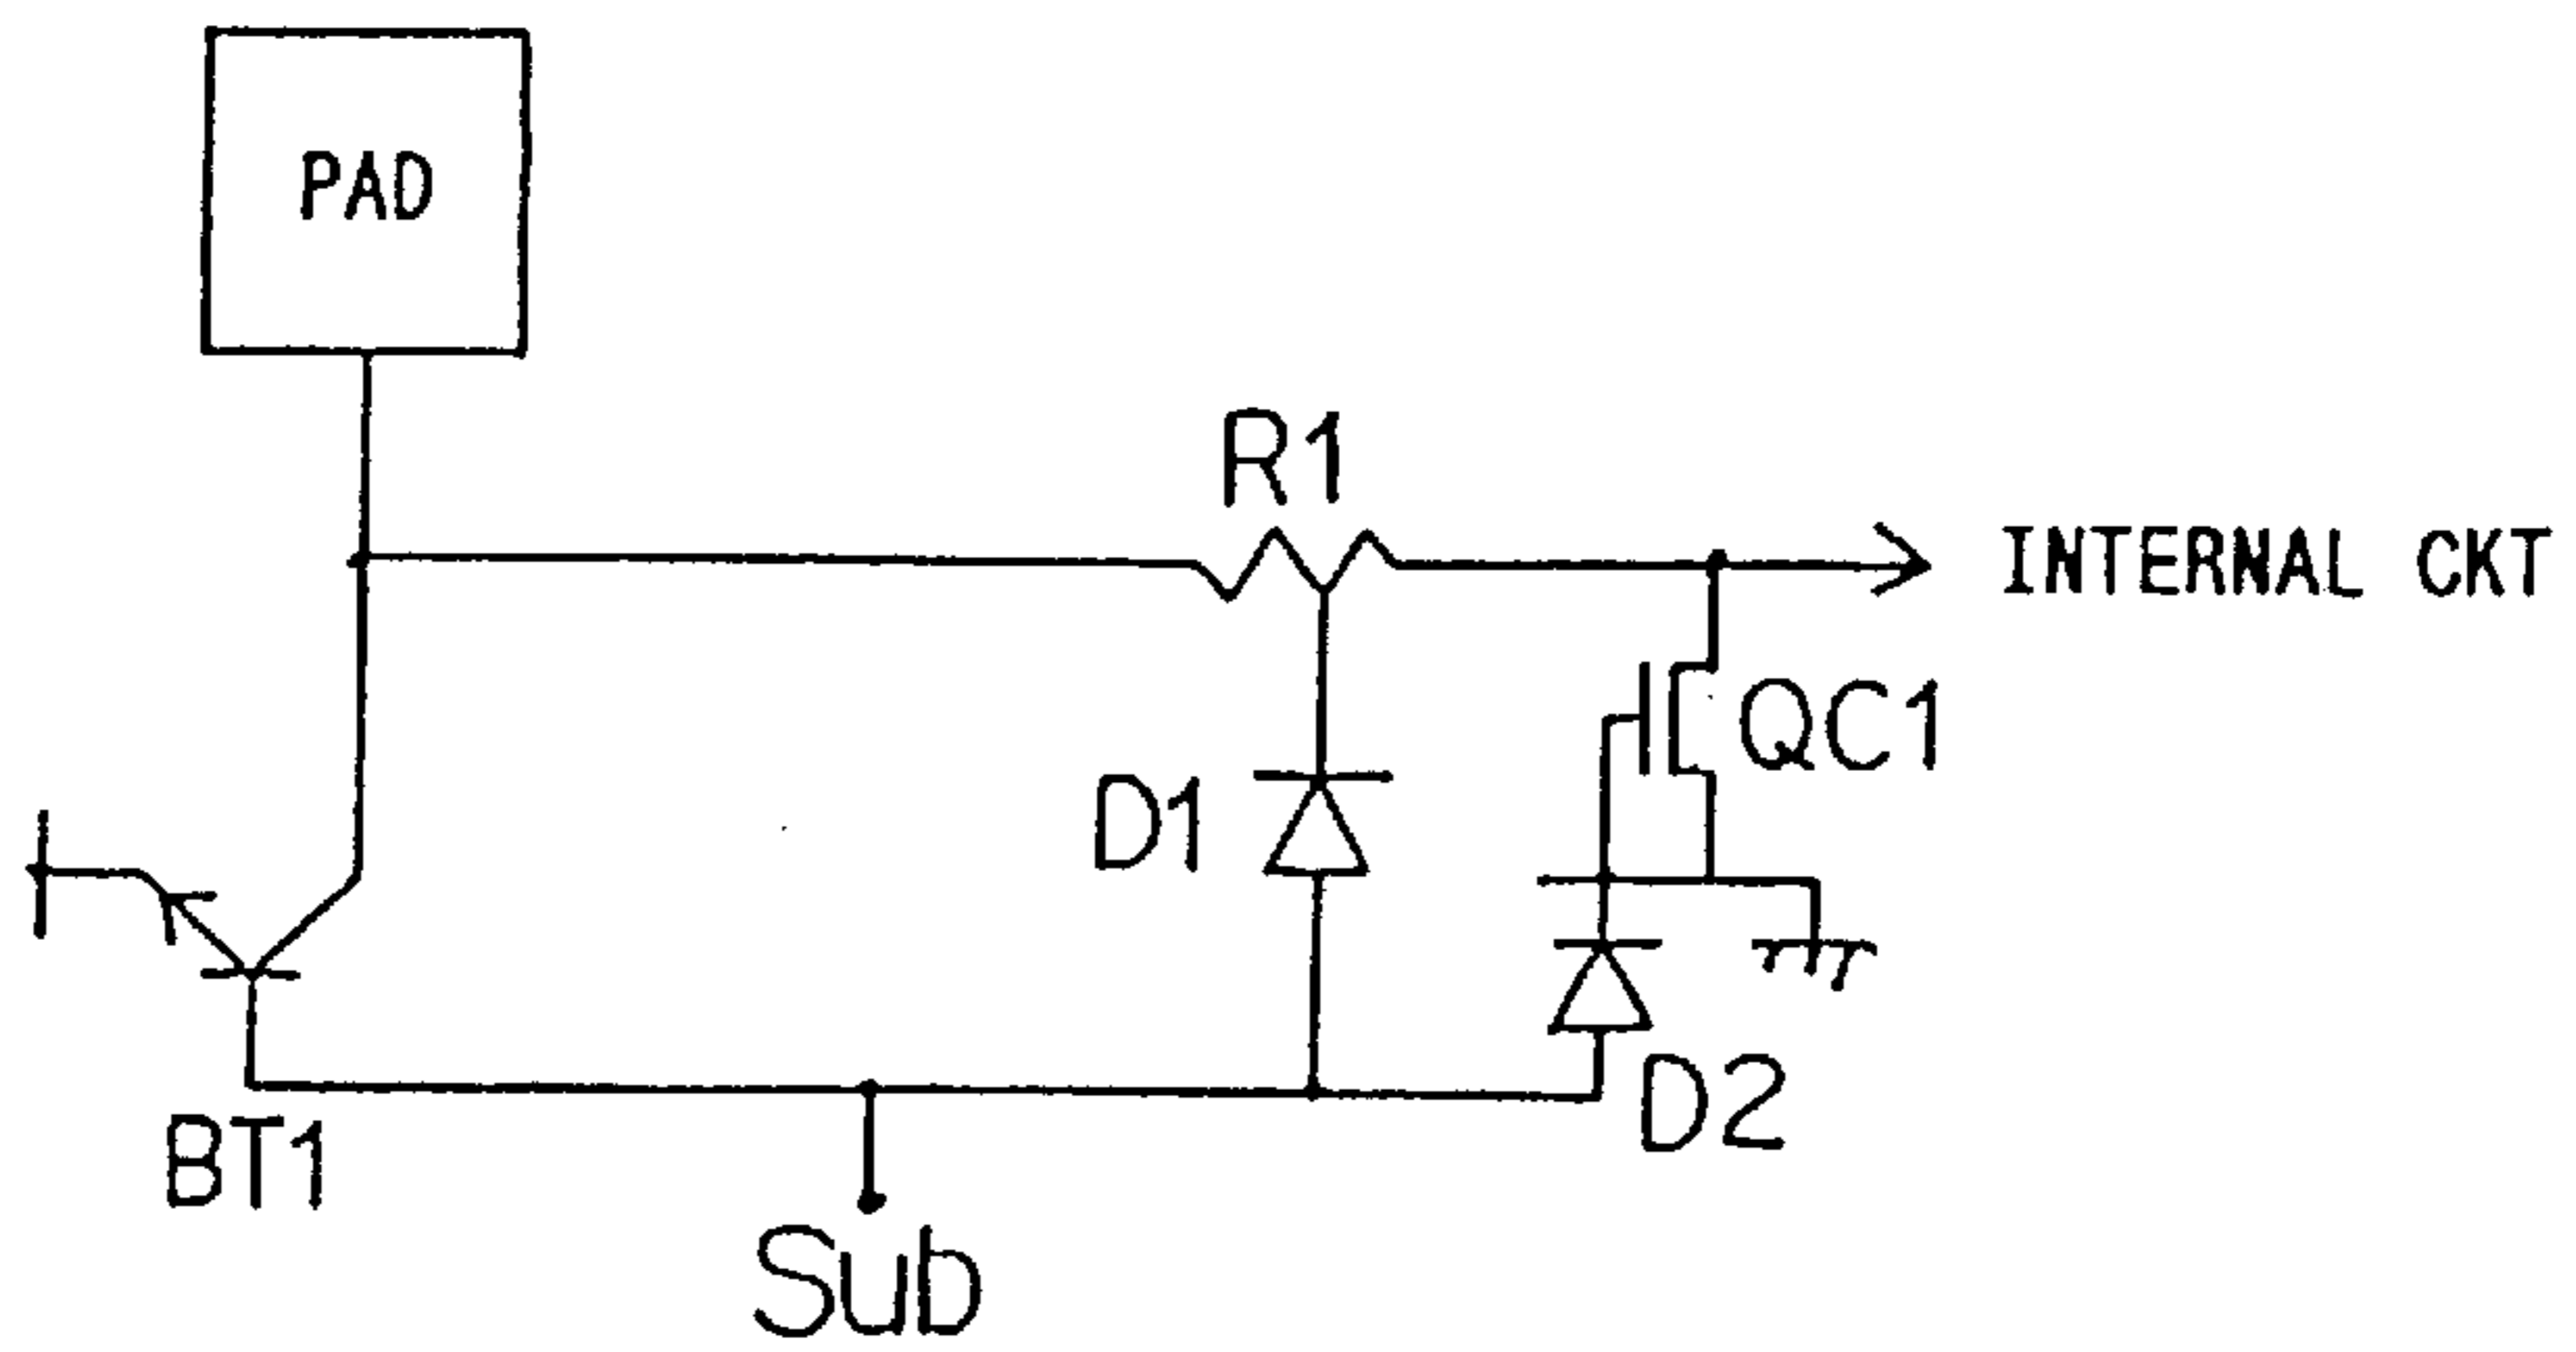 PAD
R1
INTERNAL CKT
QC1
D1
D2
BT1
Sub